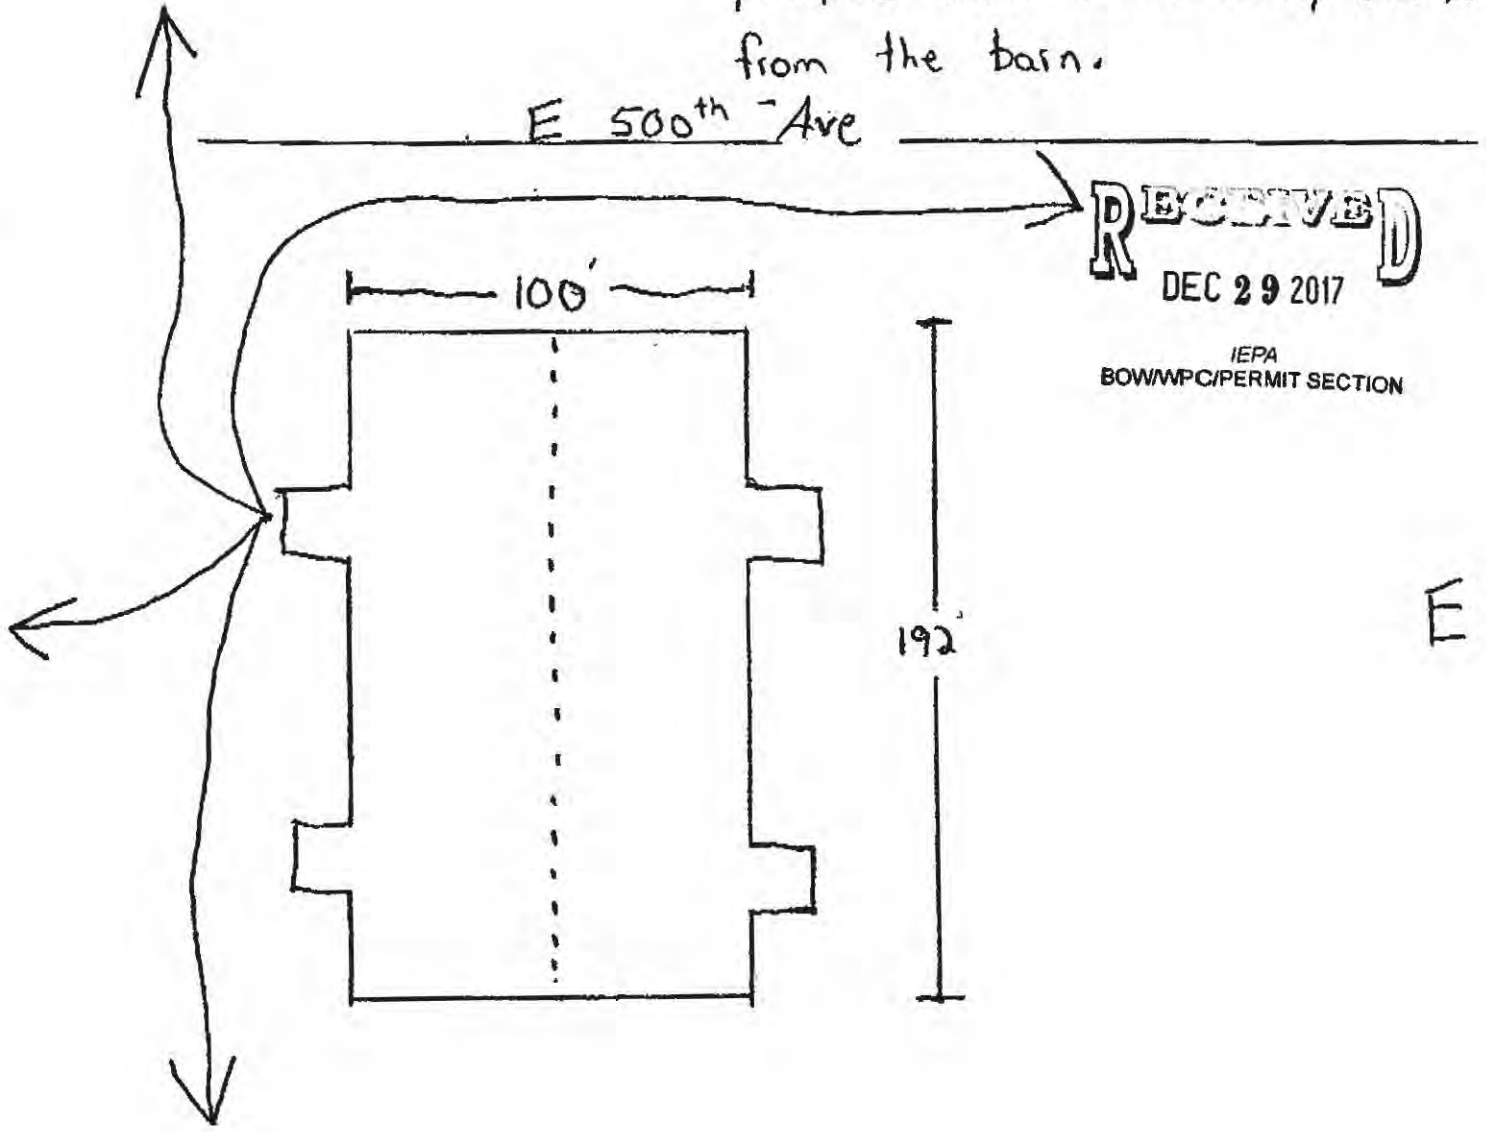 from the barn.
E 500th Ave
RECEIVED
DEC 29 2017
IEPA
BOW/WPC/PERMIT SECTION
100'
192'
E